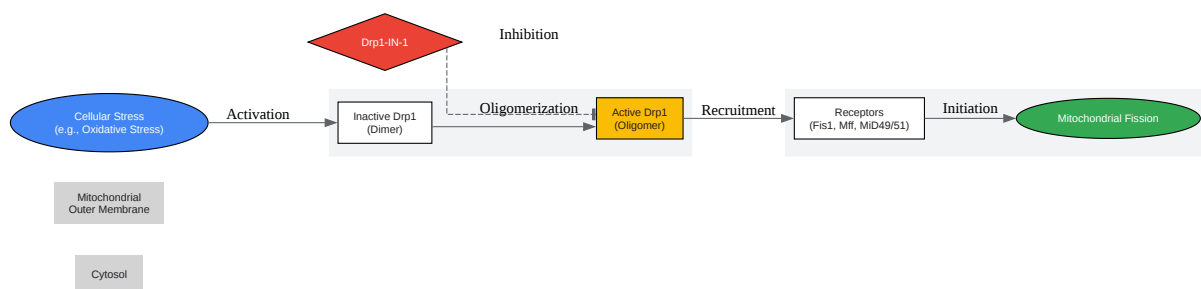 Drp1-IN-1
Inhibition
Cellular Stress
(e.g., Oxidative Stress)
Activation
Inactive Drp1
(Dimer)
Oligomerization
Active Drp1
(Oligomer)
Recruitment
Receptors
(Fis1, Mff, MiD49/51)
Initiation
Mitochondrial Fission
Mitochondrial
Outer Membrane
Cytosol